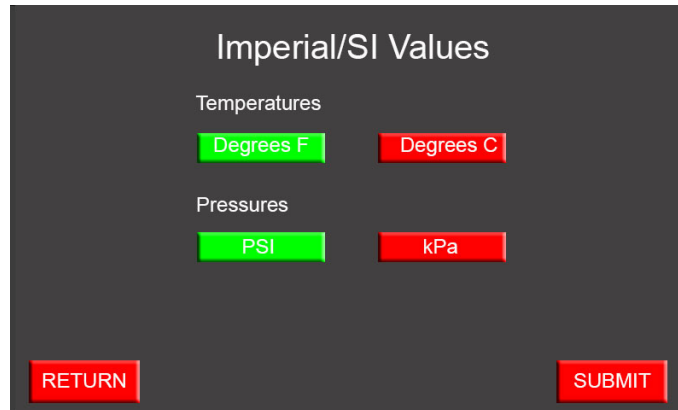 Imperial/SI Values
Temperatures
Degrees F Degrees C
Pressures
PSI kPa
RETURN SUBMIT